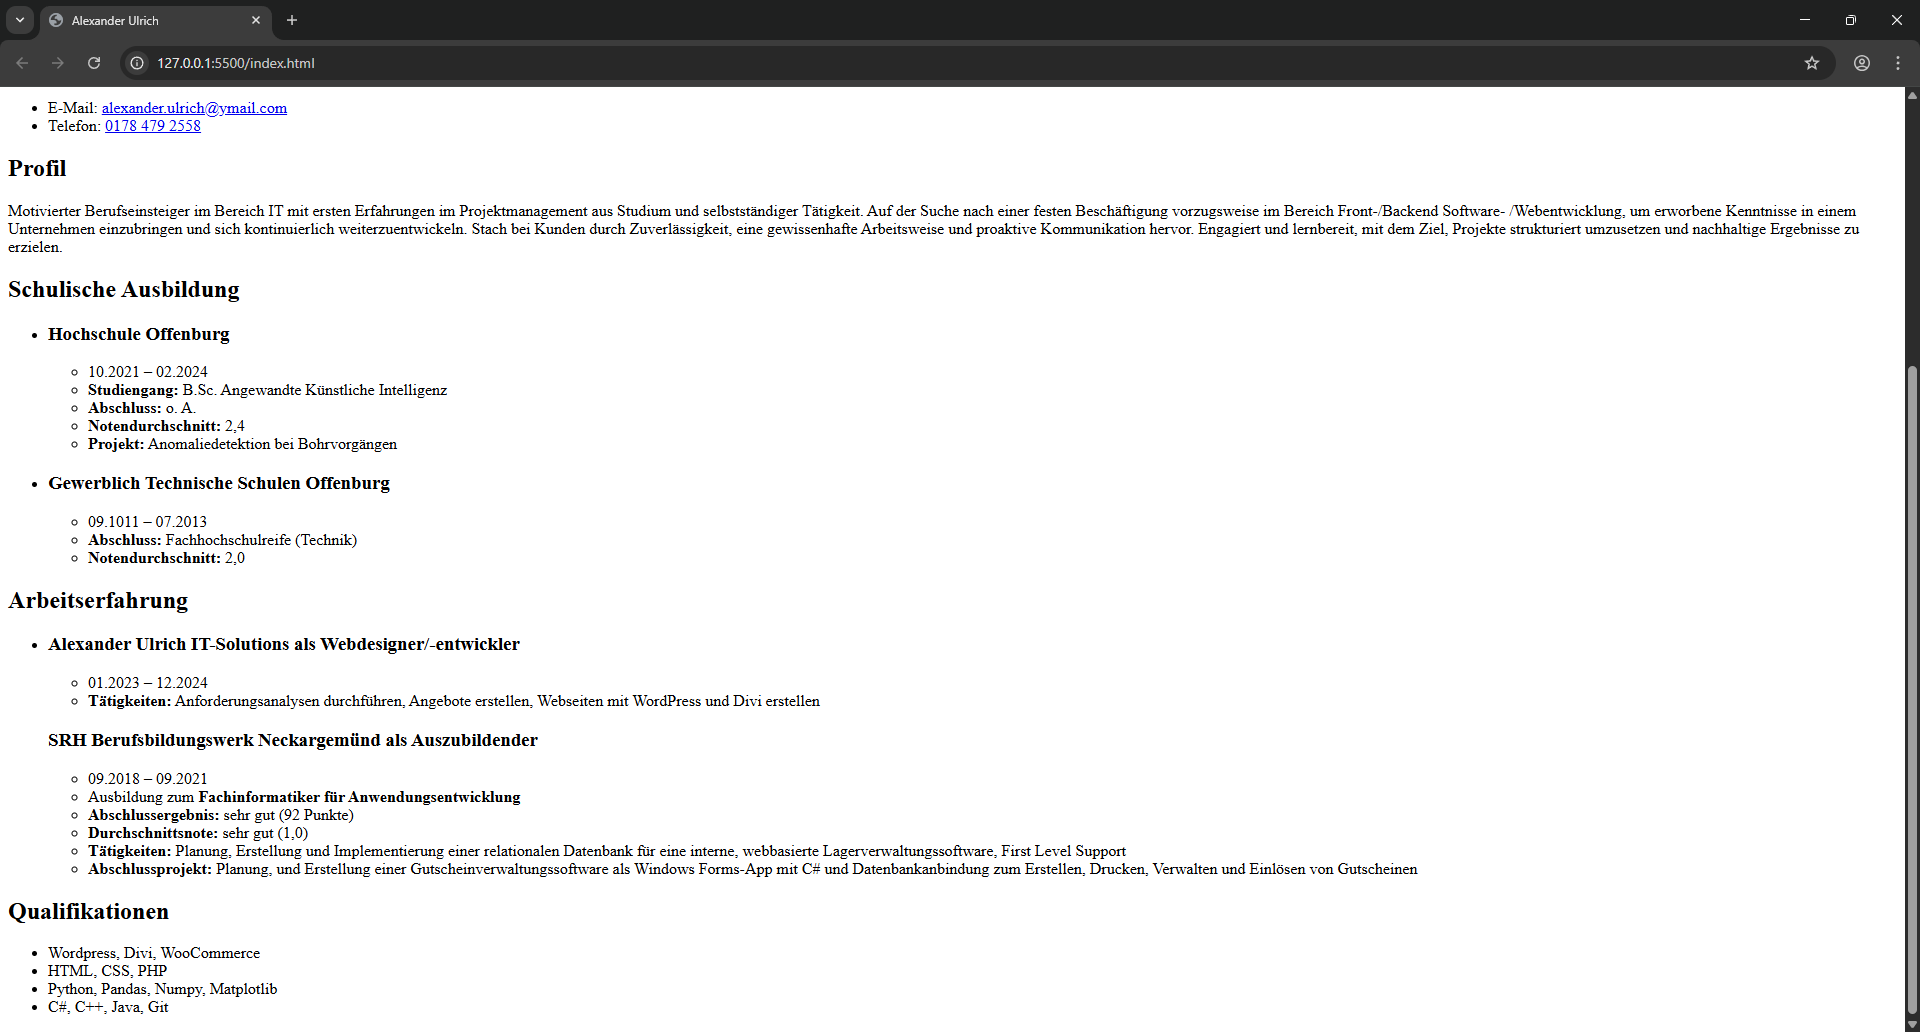 Alexander Ulrich
127.0.0.1:5500/index.html
E-Mail: alexander.ulrich@ymail.com
Telefon: 0178 479 2558
Profil
Motivierter Berufseinsteiger im Bereich IT mit ersten Erfahrungen im Projektmanagement aus Studium und selbstständiger Tätigkeit. Auf der Suche nach einer festen Beschäftigung vorzugsweise im Bereich Front-/Backend Software- /Webentwicklung, um erworbene Kenntnisse in einem
Unternehmen einzubringen und sich kontinuierlich weiterzuentwickeln. Stach bei Kunden durch Zuverlässigkeit, eine gewissenhafte Arbeitsweise und proaktive Kommunikation hervor. Engagiert und lernbereit, mit dem Ziel, Projekte strukturiert umzusetzen und nachhaltige Ergebnisse zu
erzielen.
Schulische Ausbildung
Hochschule Offenburg
10.2021 – 02.2024
Studiengang: B.Sc. Angewandte Künstliche Intelligenz
Abschluss: o. A.
Notendurchschnitt: 2,4
Projekt: Anomaliedetektion bei Bohrvorgängen
Gewerblich Technische Schulen Offenburg
09.1011 – 07.2013
Abschluss: Fachhochschulreife (Technik)
Notendurchschnitt: 2,0
Arbeitserfahrung
Alexander Ulrich IT-Solutions als Webdesigner/-entwickler
01.2023 – 12.2024
Tätigkeiten: Anforderungsanalysen durchführen, Angebote erstellen, Webseiten mit WordPress und Divi erstellen
SRH Berufsbildungswerk Neckargemünd als Auszubildender
09.2018 – 09.2021
Ausbildung zum Fachinformatiker für Anwendungsentwicklung
Abschlussergebnis: sehr gut (92 Punkte)
Durchschnittsnote: sehr gut (1,0)
Tätigkeiten: Planung, Erstellung und Implementierung einer relationalen Datenbank für eine interne, webbasierte Lagerverwaltungssoftware, First Level Support
Abschlussprojekt: Planung, und Erstellung einer Gutscheinverwaltungssoftware als Windows Forms-App mit C# und Datenbankanbindung zum Erstellen, Drucken, Verwalten und Einlösen von Gutscheinen
Qualifikationen
Wordpress, Divi, WooCommerce
HTML, CSS, PHP
Python, Pandas, Numpy, Matplotlib
C#, C++, Java, Git